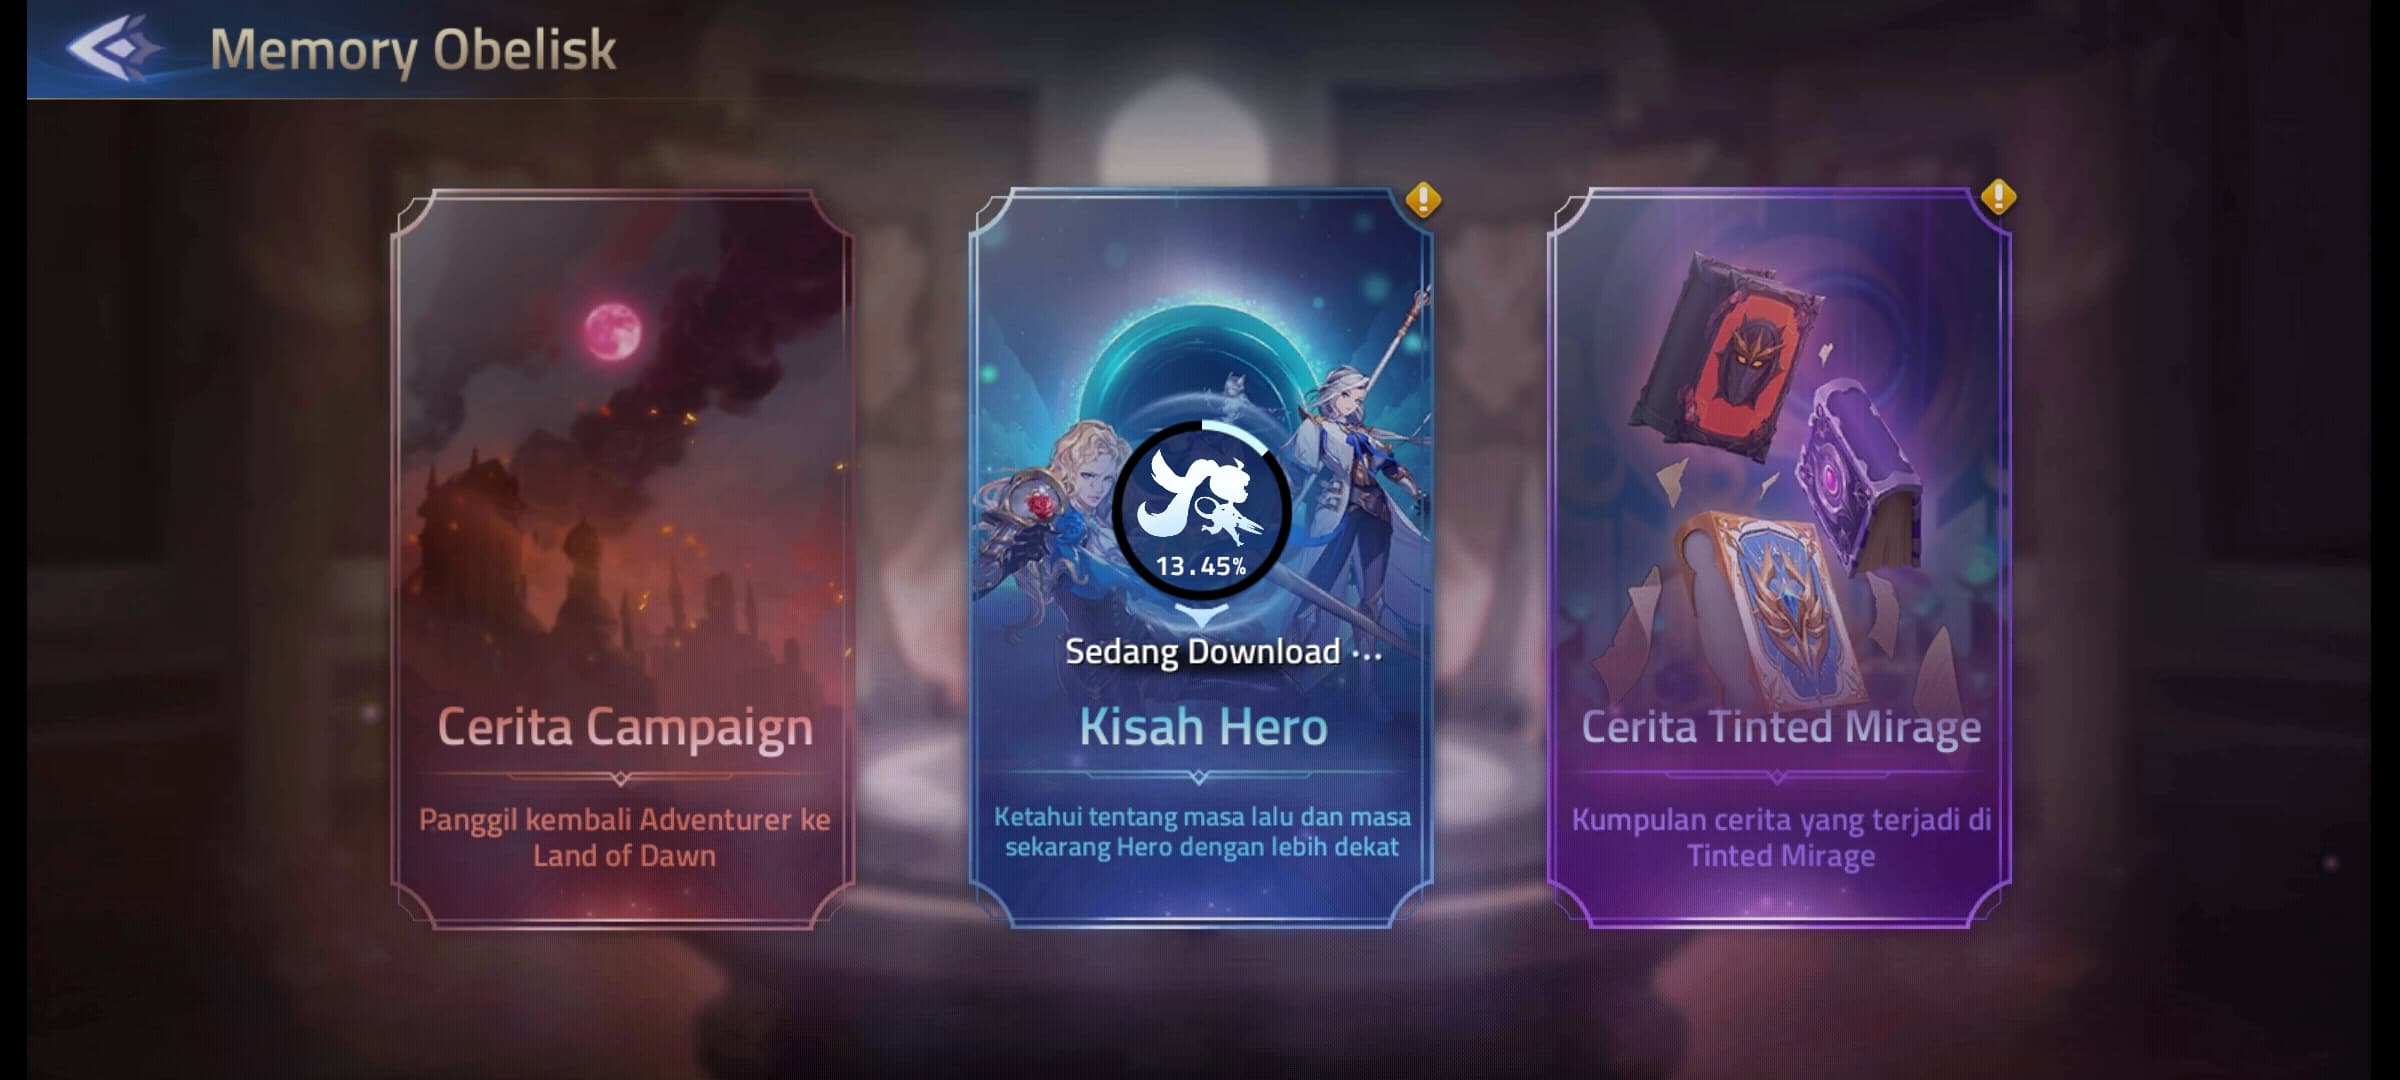 Memory Obelisk
Cerita Campaign
Panggil kembali Adventurer ke
Land of Dawn
13.45%
Sedang Download ...
Kisah Hero
Ketahui tentang masa lalu dan masa
sekarang Hero dengan lebih dekat
Cerita Tinted Mirage
Kumpulan cerita yang terjadi di
Tinted Mirage